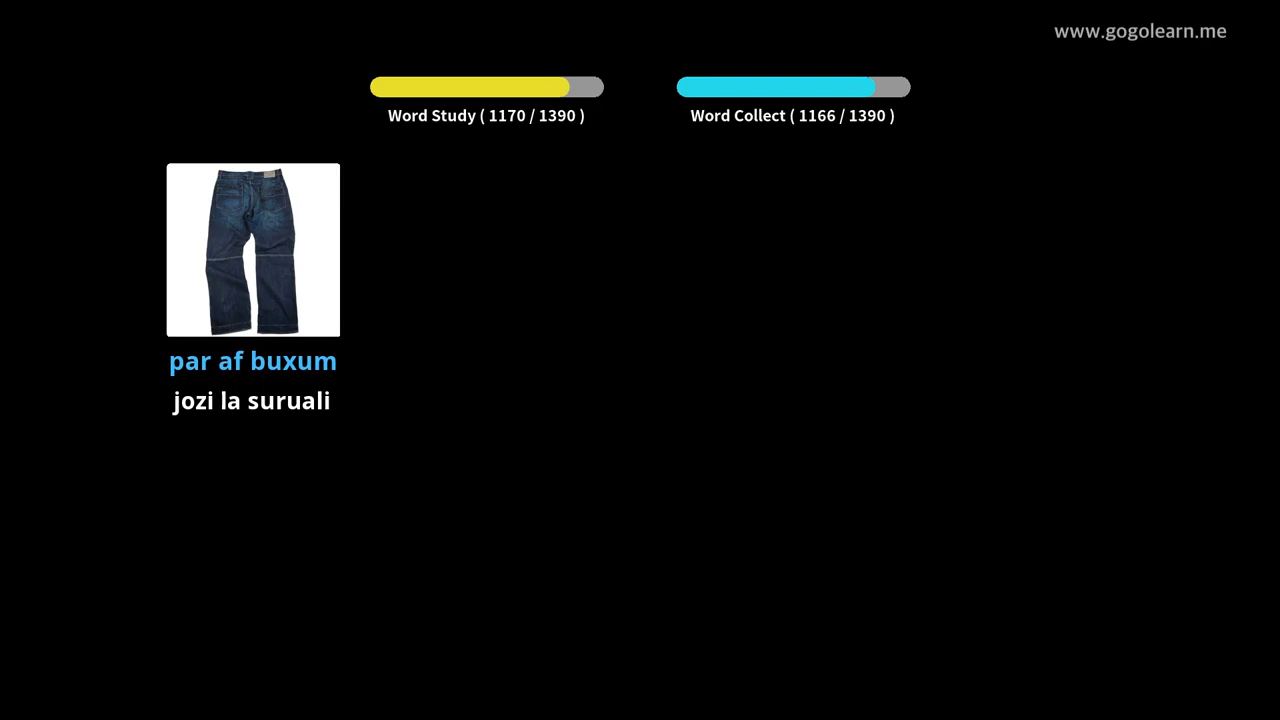 www.gogolearn.me
Word Study ( 1170 / 1390 )
Word Collect ( 1166 / 1390 )
par af buxum
jozi la suruali